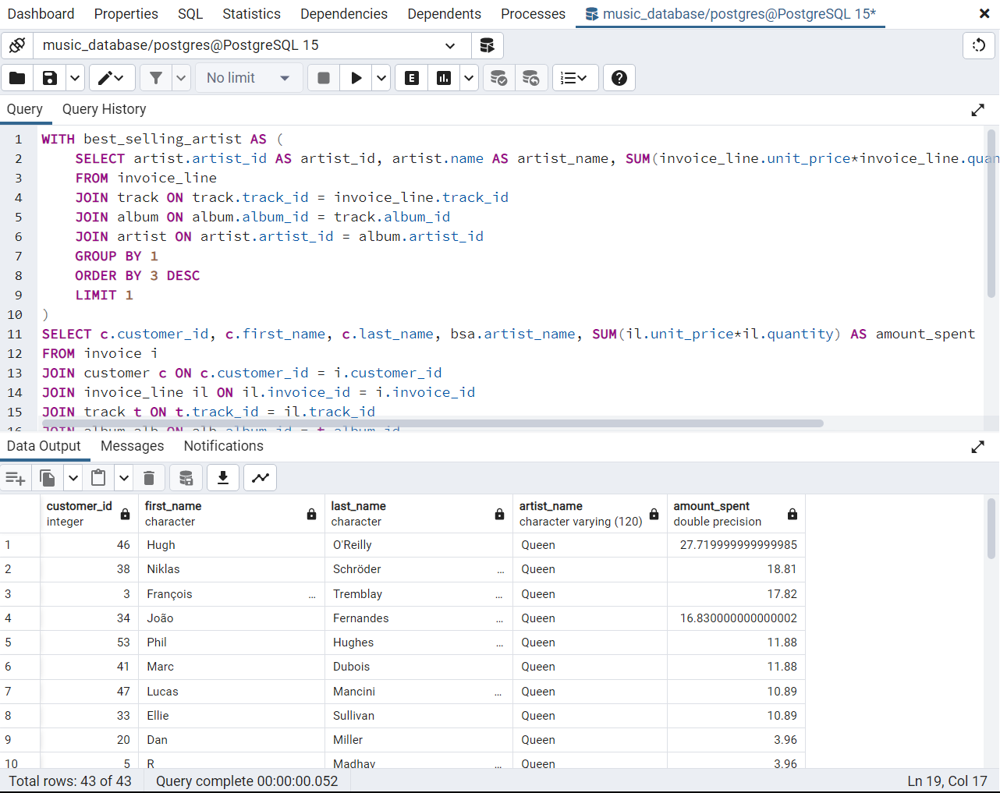 Dashboard Properties SQL Statistics Dependencies Dependents Processes music_database/postgres@PostgreSQL 15*
music_database/postgres@PostgreSQL 15
No limit
Query Query History
1 WITH best_selling_artist AS (
2 SELECT artist.artist_id AS artist_id, artist.name AS artist_name, SUM(invoice_line.unit_price*invoice_line.quan
3 FROM invoice_line
4 JOIN track ON track.track_id = invoice_line.track_id
5 JOIN album ON album.album_id = track.album_id
6 JOIN artist ON artist.artist_id = album.artist_id
7 GROUP BY 1
8 ORDER BY 3 DESC
9 LIMIT 1
10 )
11 SELECT c.customer_id, c.first_name, c.last_name, bsa.artist_name, SUM(il.unit_price*il.quantity) AS amount_spent
12 FROM invoice i
13 JOIN customer c ON c.customer_id = i.customer_id
14 JOIN invoice_line il ON il.invoice_id = i.invoice_id
15 JOIN track t ON t.track_id = il.track_id
16 JOIN album alb ON alb.album_id = t.album_id
Data Output Messages Notifications
customer_id first_name last_name artist_name amount_spent
integer character character character varying (120) double precision
1 46 Hugh O'Reilly Queen 27.719999999999985
2 38 Niklas Schröder … Queen 18.81
3 3 François … Tremblay … Queen 17.82
4 34 João Fernandes … Queen 16.830000000000002
5 53 Phil Hughes … Queen 11.88
6 41 Marc Dubois Queen 11.88
7 47 Lucas Mancini … Queen 10.89
8 33 Ellie Sullivan Queen 10.89
9 20 Dan Miller Queen 3.96
10 5 R Madhav … Queen 3.96
Total rows: 43 of 43 Query complete 00:00:00.052 Ln 19, Col 17